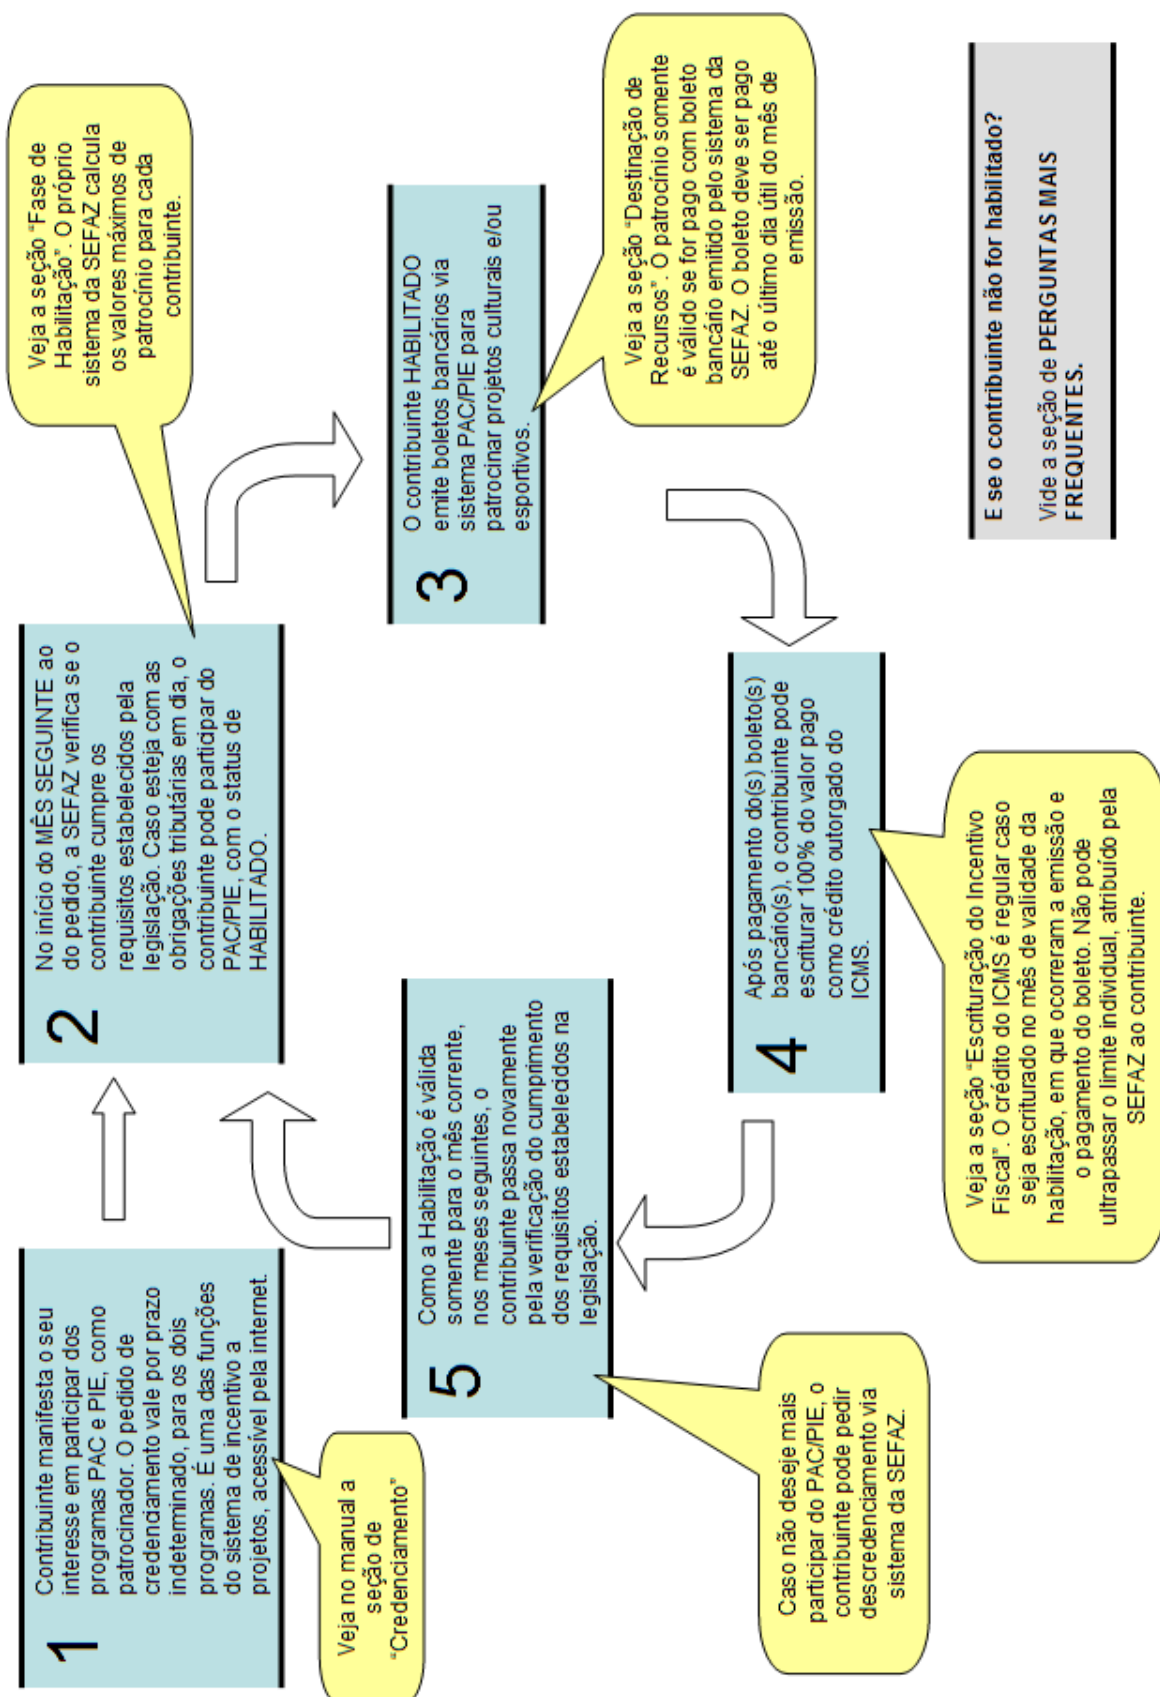 1
Contribuinte manifesta o seu
interesse em participar dos
programas PAC e PIE, como
patrocinador. O pedido de
credenciamento vale por prazo
indeterminado, para os dois
programas. É uma das funções
do sistema de incentivo a
projetos, acessível pela internet.
Veja no manual a
seção de
“Credenciamento”
2
No início do MÊS SEGUINTE ao
do pedido, a SEFAZ verifica se o
contribuinte cumpre os
requisitos estabelecidos pela
legislação. Caso esteja com as
obrigações tributárias em dia, o
contribuinte pode participar do
PAC/PIE, com o status de
HABILITADO.
Veja a seção “Fase de
Habilitação”. O próprio
sistema da SEFAZ calcula
os valores máximos de
patrocínio para cada
contribuinte.
3
O contribuinte HABILITADO
emite boletos bancários via
sistema PAC/PIE para
patrocinar projetos culturais e/ou
esportivos.
Veja a seção “Destinação de
Recursos”. O patrocínio somente
é válido se for pago com boleto
bancário emitido pelo sistema da
SEFAZ. O boleto deve ser pago
até o último dia útil do mês de
emissão.
4
Após pagamento do(s) boleto(s)
bancário(s), o contribuinte pode
escriturar 100% do valor pago
como crédito outorgado do
ICMS.
Veja a seção “Escrituração do Incentivo
Fiscal”. O crédito do ICMS é regular caso
seja escriturado no mês de validade da
habilitação, em que ocorreram a emissão e
o pagamento do boleto. Não pode
ultrapassar o limite individual, atribuído pela
SEFAZ ao contribuinte.
5
Como a Habilitação é válida
somente para o mês corrente,
nos meses seguintes, o
contribuinte passa novamente
pela verificação do cumprimento
dos requisitos estabelecidos na
legislação.
Caso não deseje mais
participar do PAC/PIE, o
contribuinte pode pedir
descredenciamento via
sistema da SEFAZ.
E se o contribuinte não for habilitado?
Vide a seção de PERGUNTAS MAIS
FREQUENTES.